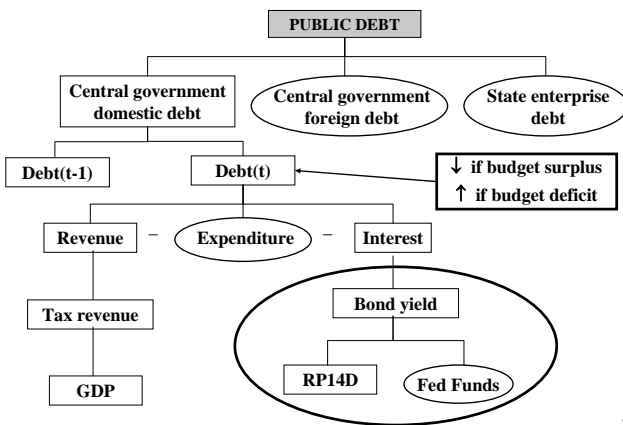 PUBLIC DEBT
Central government
domestic debt
Central government
foreign debt
State enterprise
debt
Debt(t-1)
Debt(t)
↓ if budget surplus
↑ if budget deficit
Revenue – Expenditure – Interest
Tax revenue
Bond yield
GDP
RP14D
Fed Funds